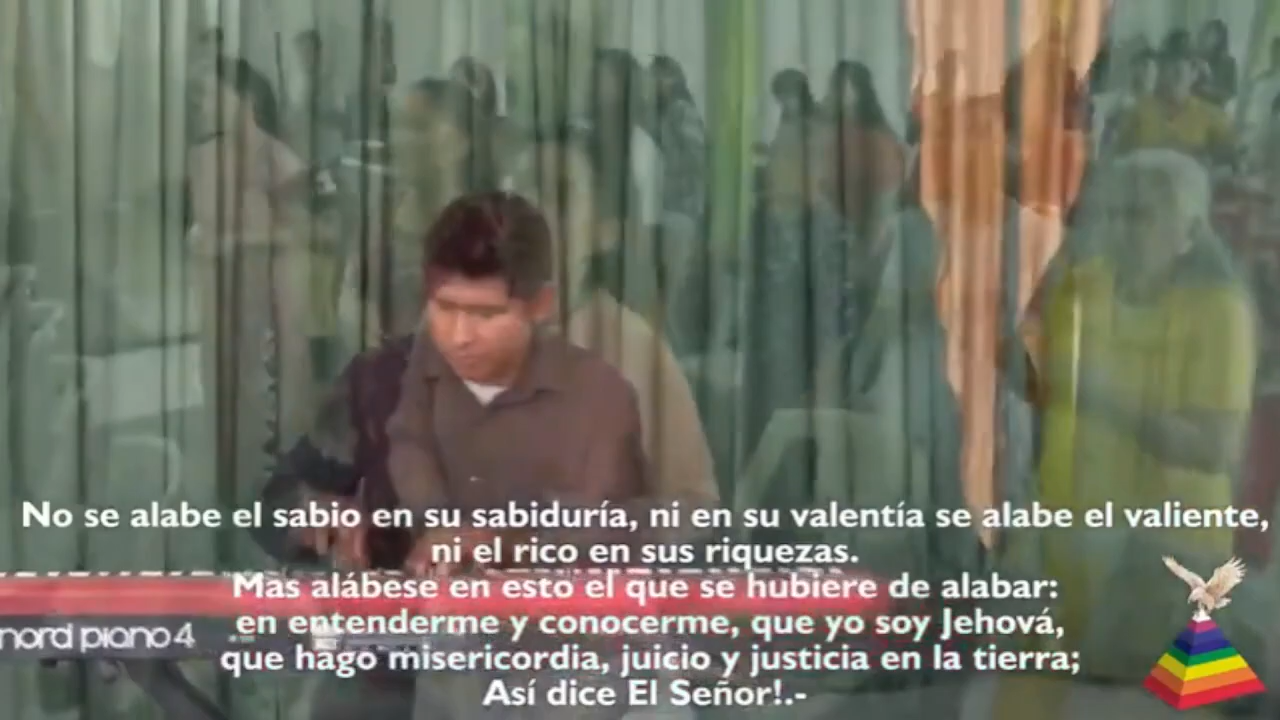 No se alabe el sabio en su sabiduría, ni en su valentía se alabe el valiente,
ni el rico en sus riquezas.
Mas alábese en esto el que se hubiere de alabar:
en entenderme y conocerme, que yo soy Jehová,
nord piano 4
que hago misericordia, juicio y justicia en la tierra;
Así dice El Señor!.-